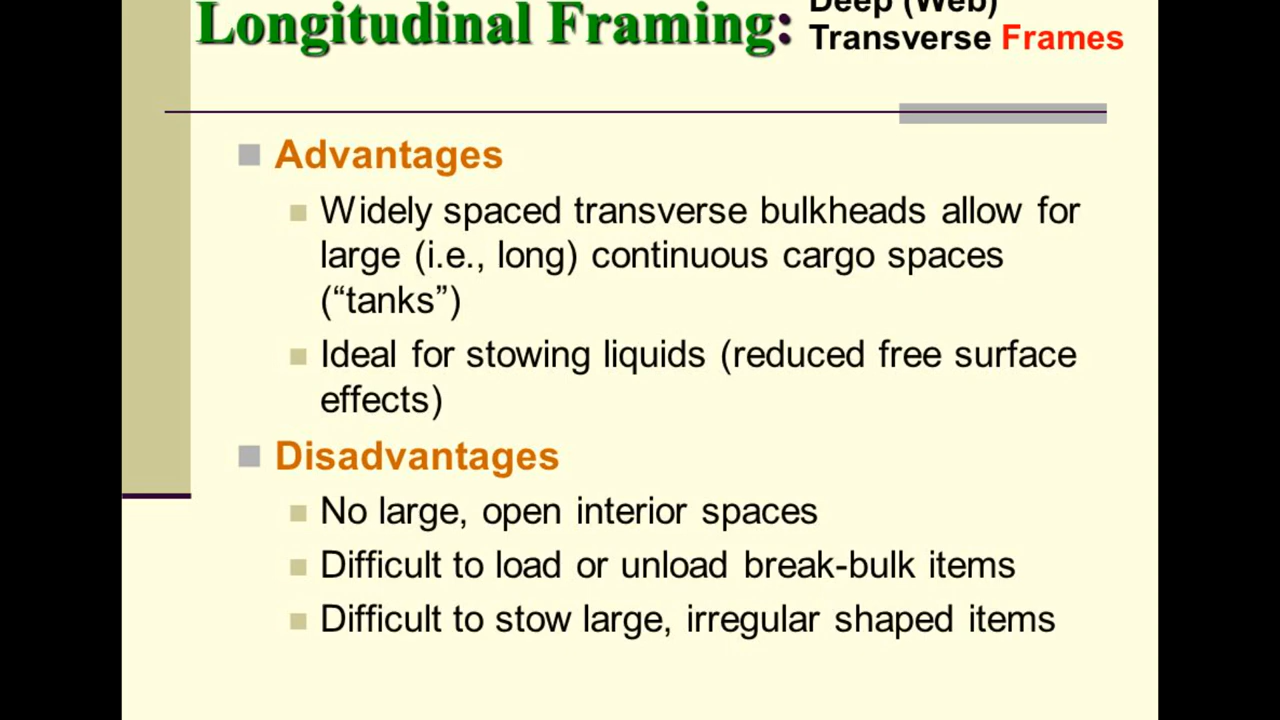 Deep (Web)
Longitudinal Framing: Transverse Frames
Advantages
Widely spaced transverse bulkheads allow for
large (i.e., long) continuous cargo spaces
(“tanks”)
Ideal for stowing liquids (reduced free surface
effects)
Disadvantages
No large, open interior spaces
Difficult to load or unload break-bulk items
Difficult to stow large, irregular shaped items